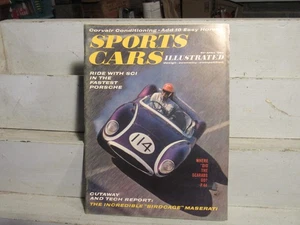 Corvair Conditioning - Add 10 Easy Horses
SPORTS
CARS
ILLUSTRATED
RIDE WITH SCI
IN THE
FASTEST
PORSCHE
114
CUTAWAY
AND TECH REPORT:
THE INCREDIBLE "BIRDCAGE" MASERATI